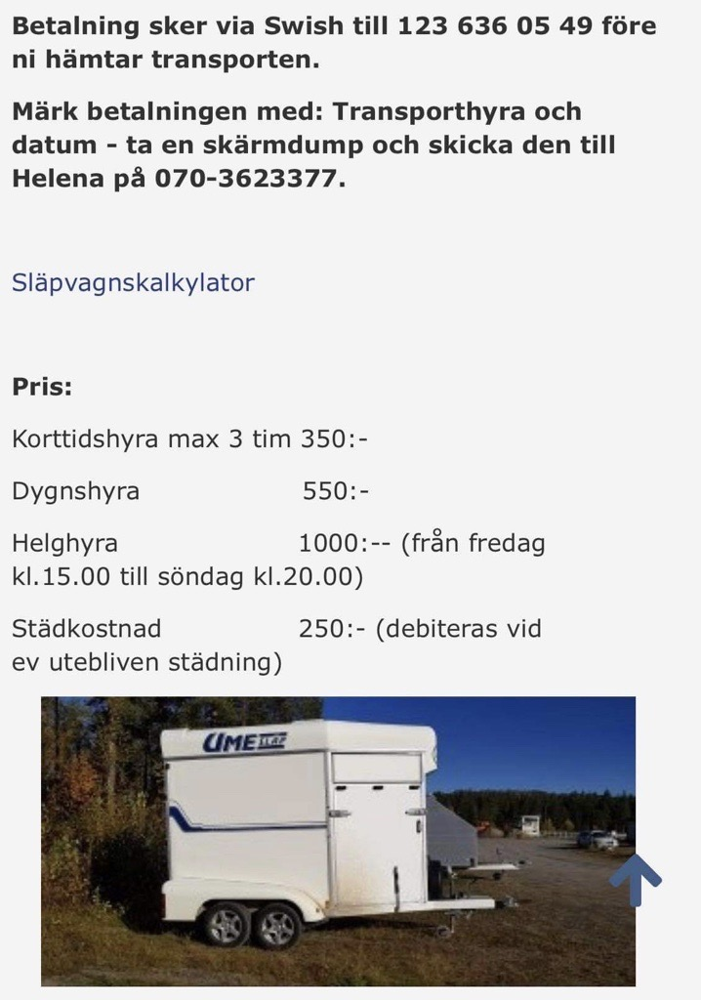 Betalning sker via Swish till 123 636 05 49 före
ni hämtar transporten.
Märk betalningen med: Transporthyra och
datum - ta en skärmdump och skicka den till
Helena på 070-3623377.
Släpvagnskalkylator
Pris:
Korttidshyra max 3 tim 350:-
Dygnshyra 550:-
Helghyra 1000:-- (från fredag
kl.15.00 till söndag kl.20.00)
Städkostnad 250:- (debiteras vid
ev utebliven städning)
UME SLÄP